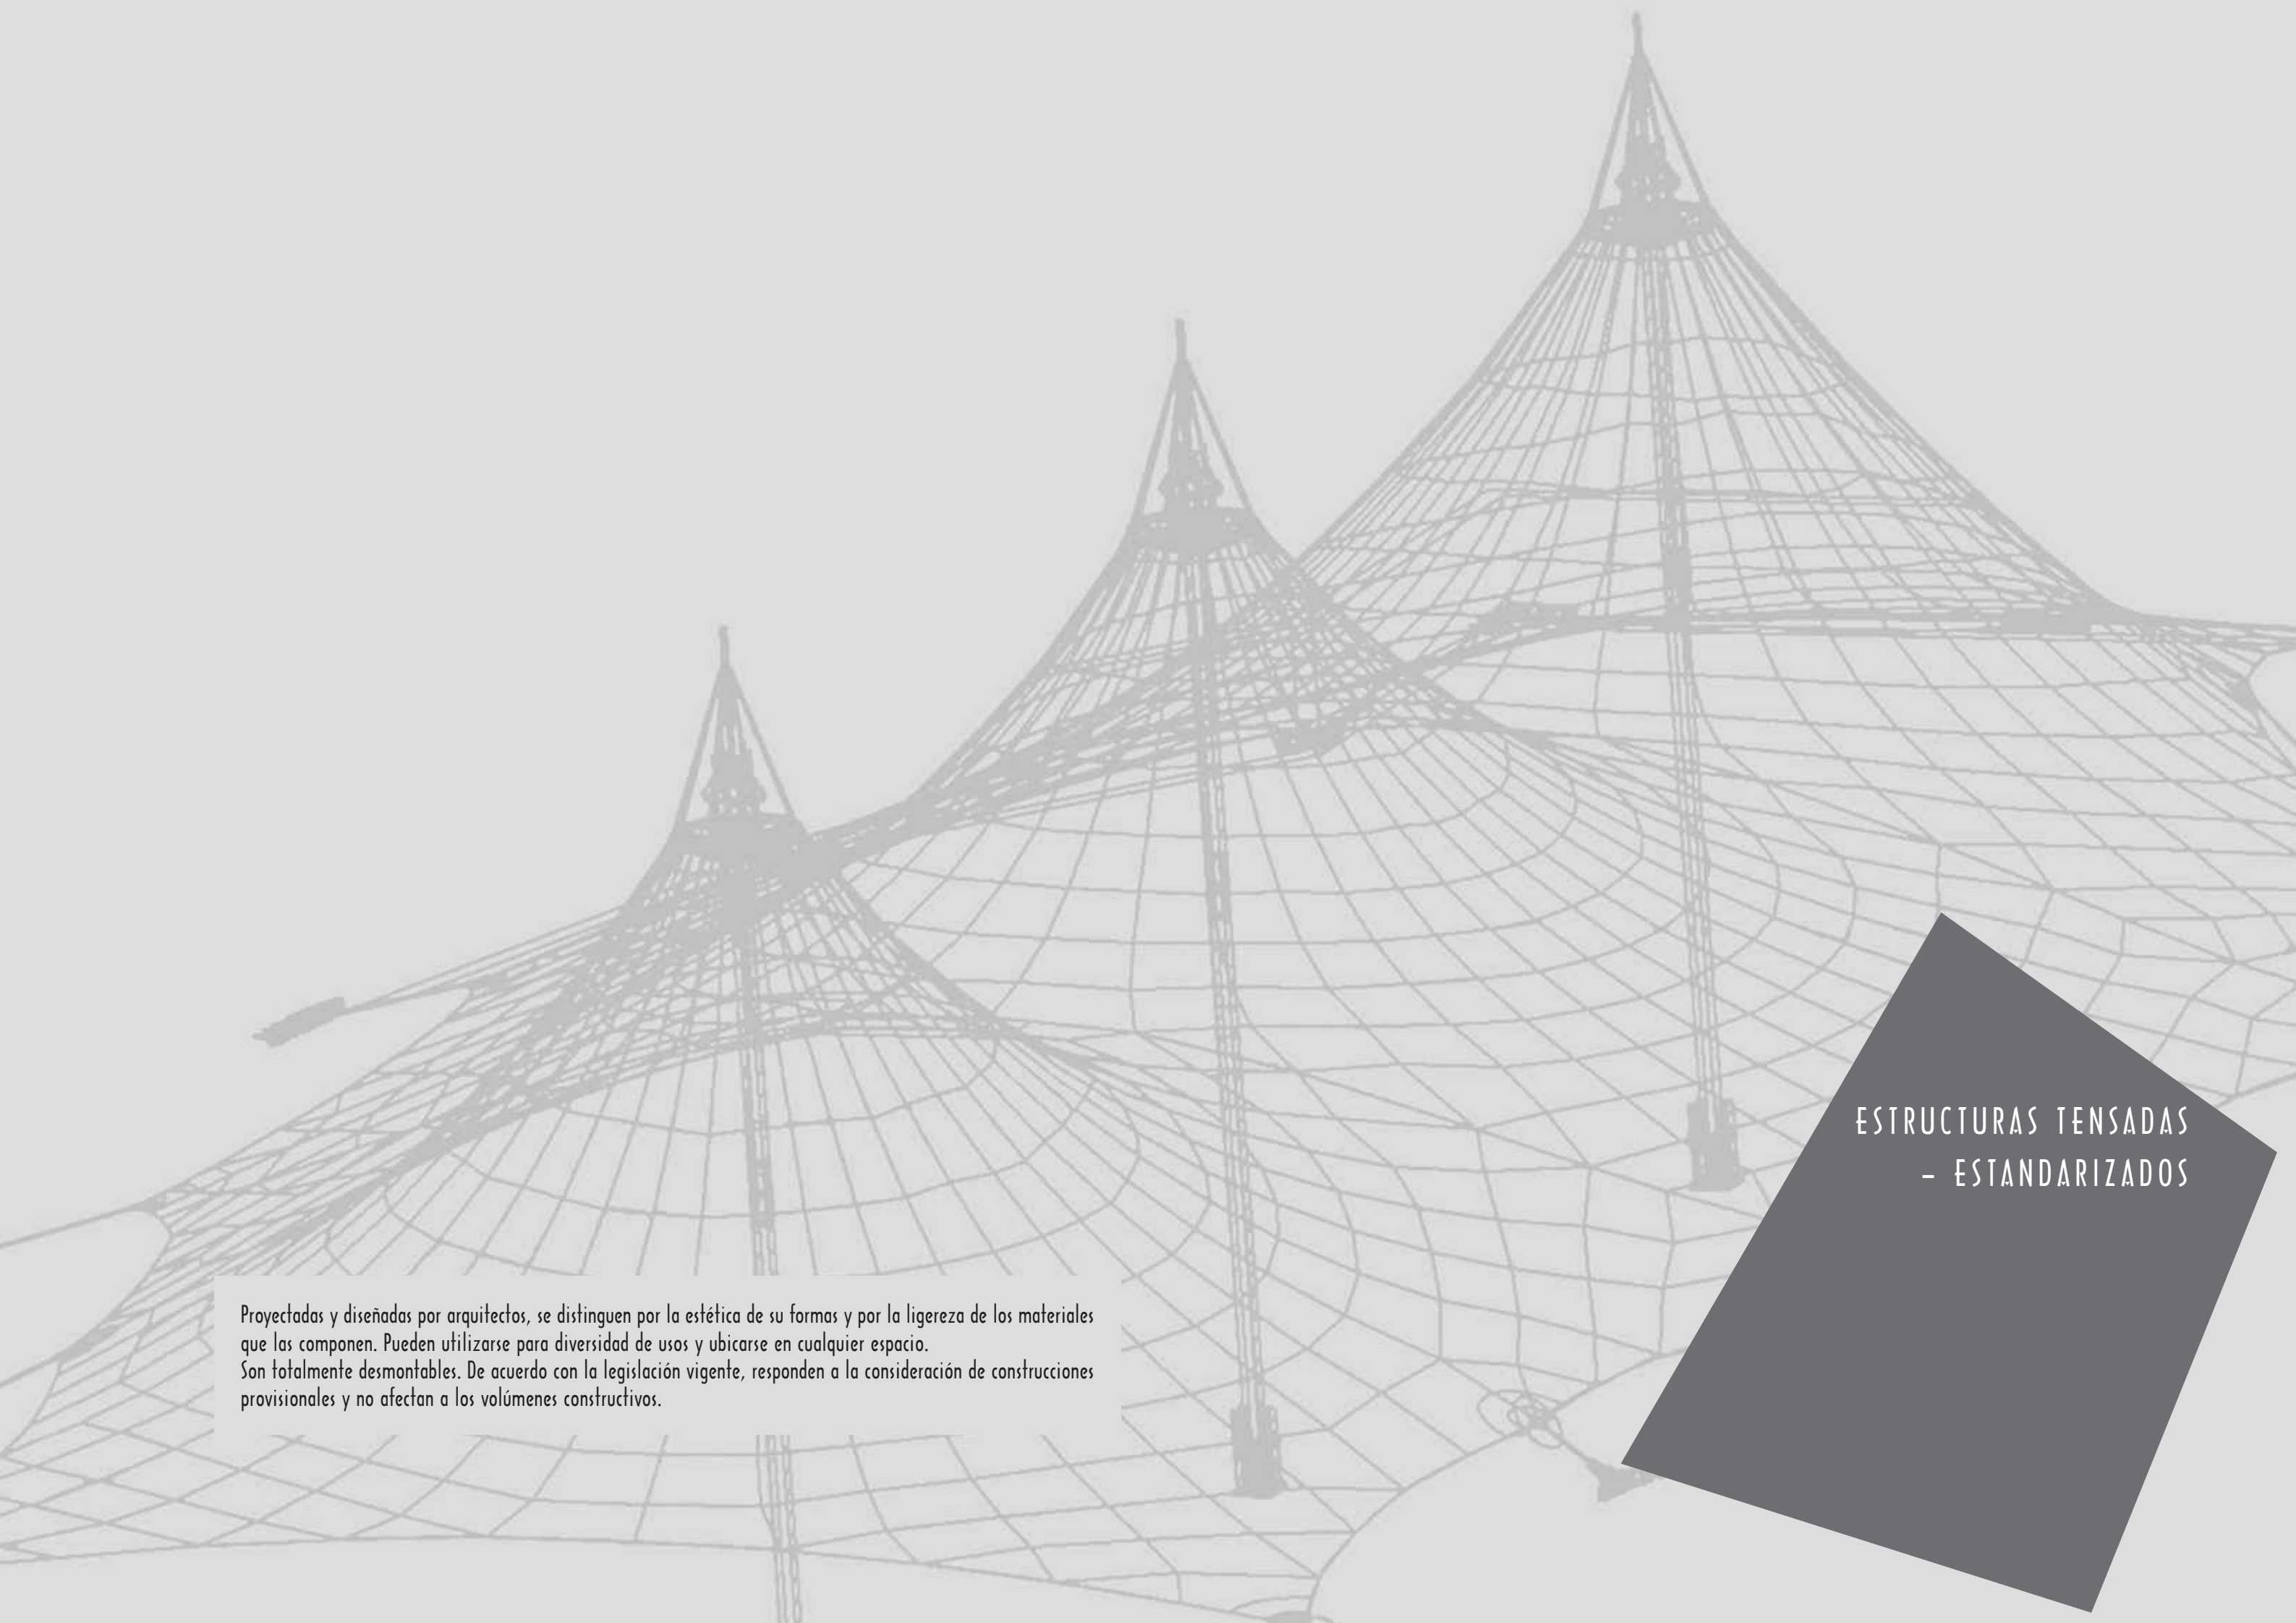 ESTRUCTURAS TENSADAS
– ESTANDARIZADOS
Proyectadas y diseñadas por arquitectos, se distinguen por la estética de su formas y por la ligereza de los materiales
que las componen. Pueden utilizarse para diversidad de usos y ubicarse en cualquier espacio.
Son totalmente desmontables. De acuerdo con la legislación vigente, responden a la consideración de construcciones
provisionales y no afectan a los volúmenes constructivos.